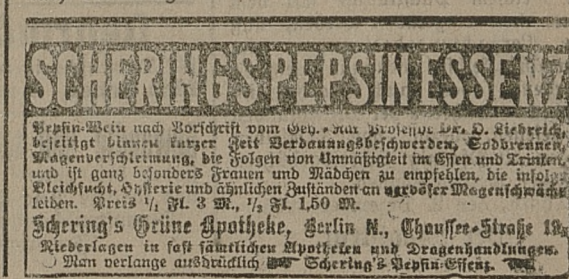 SCHERINGS PEPSIN ESSENZ
Pepsin-Wein nach Vorschrift vom Geh.-Rat Professor Dr. O. Liebreich,
beseitigt binnen kurzer Zeit Verdauungsbeschwerden, Sodbrennen,
Magenverschleimung, die Folgen von Unmäßigkeit im Essen und Trinken,
und ist ganz besonders Frauen und Mädchen zu empfehlen, die infolge
Bleichsucht, Hysterie und ähnlichen Zuständen an nervöser Magenschwäche
leiden. Preis 1/1 Fl. 3 M., 1/2 Fl. 1,50 M.
Schering's Grüne Apotheke, Berlin N., Chaussee-Straße
Niederlagen in fast sämtlichen Apotheken und Drogenhandlungen.
Man verlange ausdrücklich Schering's Pepsin-Essenz.